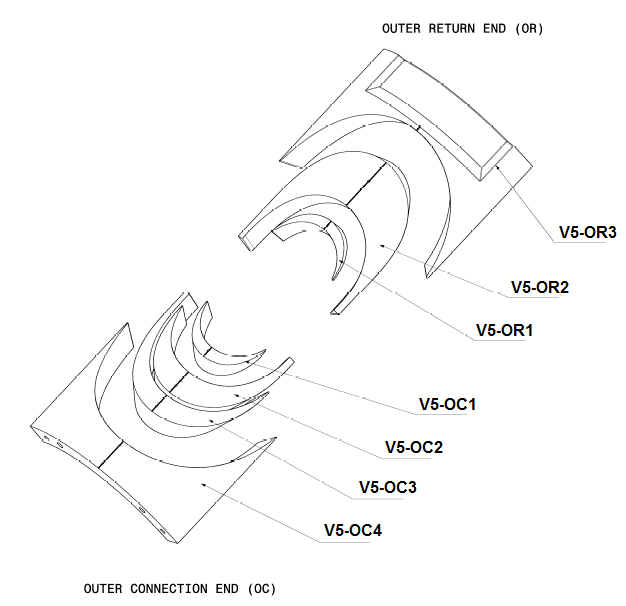 OUTER RETURN END (OR)
V5-OR3
V5-OR2
V5-OR1
V5-OC1
V5-OC2
V5-OC3
V5-OC4
OUTER CONNECTION END (OC)